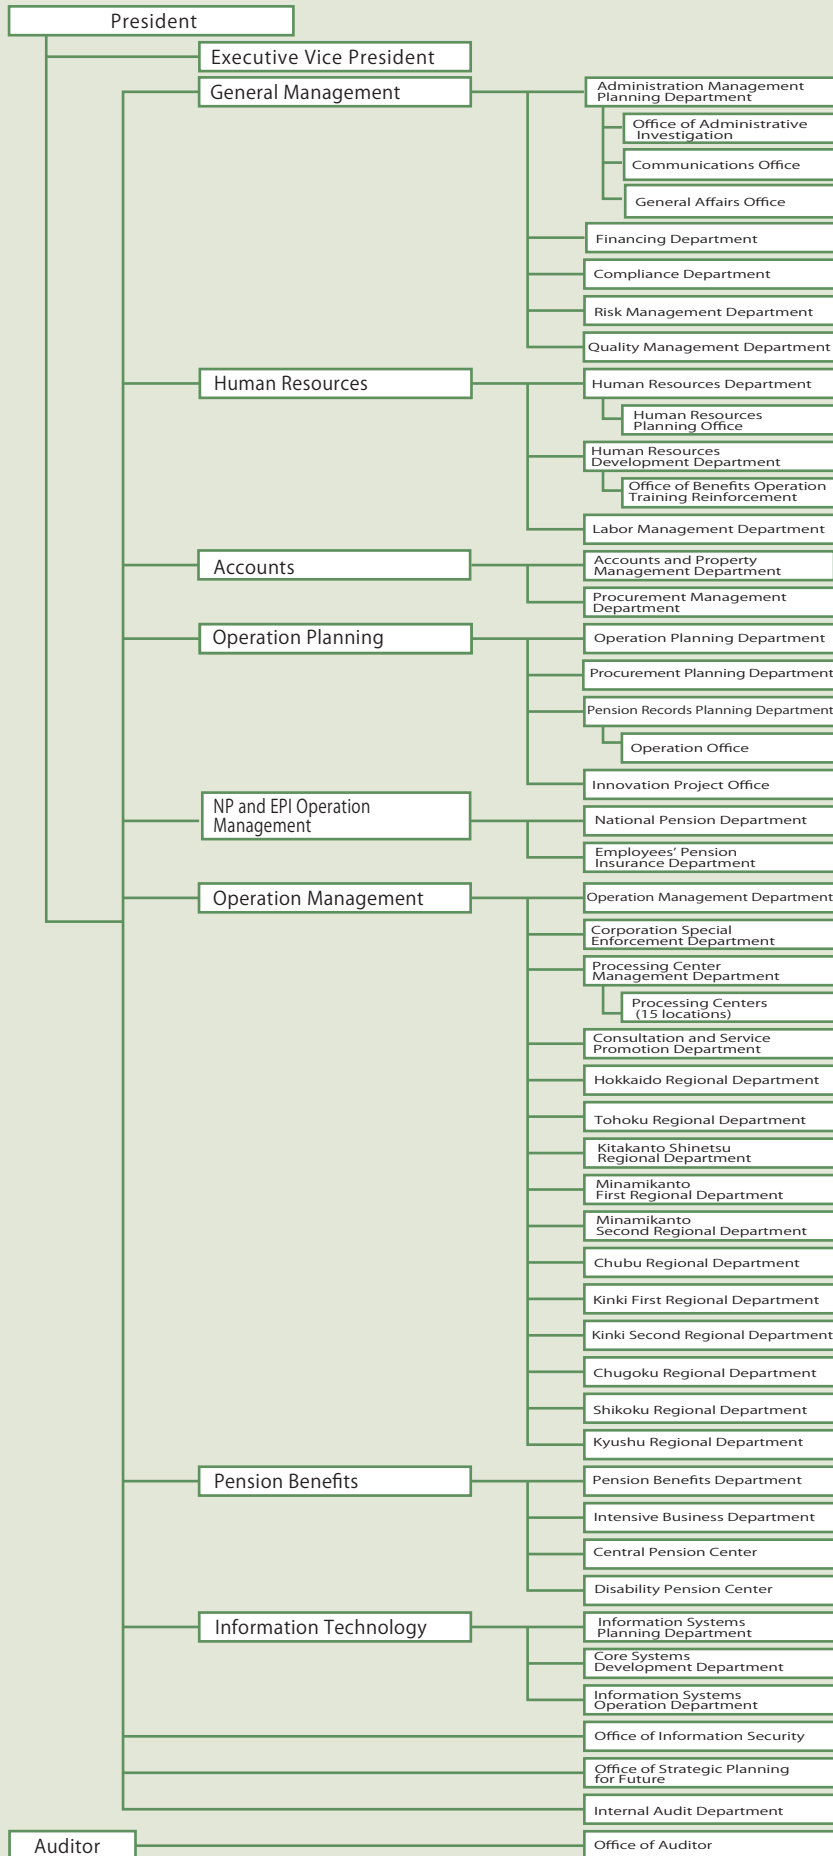 President
Executive Vice President
General Management
Administration Management
Planning Department
Office of Administrative
Investigation
Communications Office
General Affairs Office
Financing Department
Compliance Department
Risk Management Department
Quality Management Department
Human Resources
Human Resources Department
Human Resources
Planning Office
Human Resources
Development Department
Office of Benefits Operation
Training Reinforcement
Labor Management Department
Accounts
Accounts and Property
Management Department
Procurement Management
Department
Operation Planning
Operation Planning Department
Procurement Planning Department
Pension Records Planning Department
Operation Office
Innovation Project Office
NP and EPI Operation
Management
National Pension Department
Employees’ Pension
Insurance Department
Operation Management
Operation Management Department
Corporation Special
Enforcement Department
Processing Center
Management Department
Processing Centers
(15 locations)
Consultation and Service
Promotion Department
Hokkaido Regional Department
Tohoku Regional Department
Kitakanto Shinetsu
Regional Department
Minamikanto
First Regional Department
Minamikanto
Second Regional Department
Chubu Regional Department
Kinki First Regional Department
Kinki Second Regional Department
Chugoku Regional Department
Shikoku Regional Department
Kyushu Regional Department
Pension Benefits
Pension Benefits Department
Intensive Business Department
Central Pension Center
Disability Pension Center
Information Technology
Information Systems
Planning Department
Core Systems
Development Department
Information Systems
Operation Department
Office of Information Security
Office of Strategic Planning
for Future
Internal Audit Department
Auditor
Office of Auditor